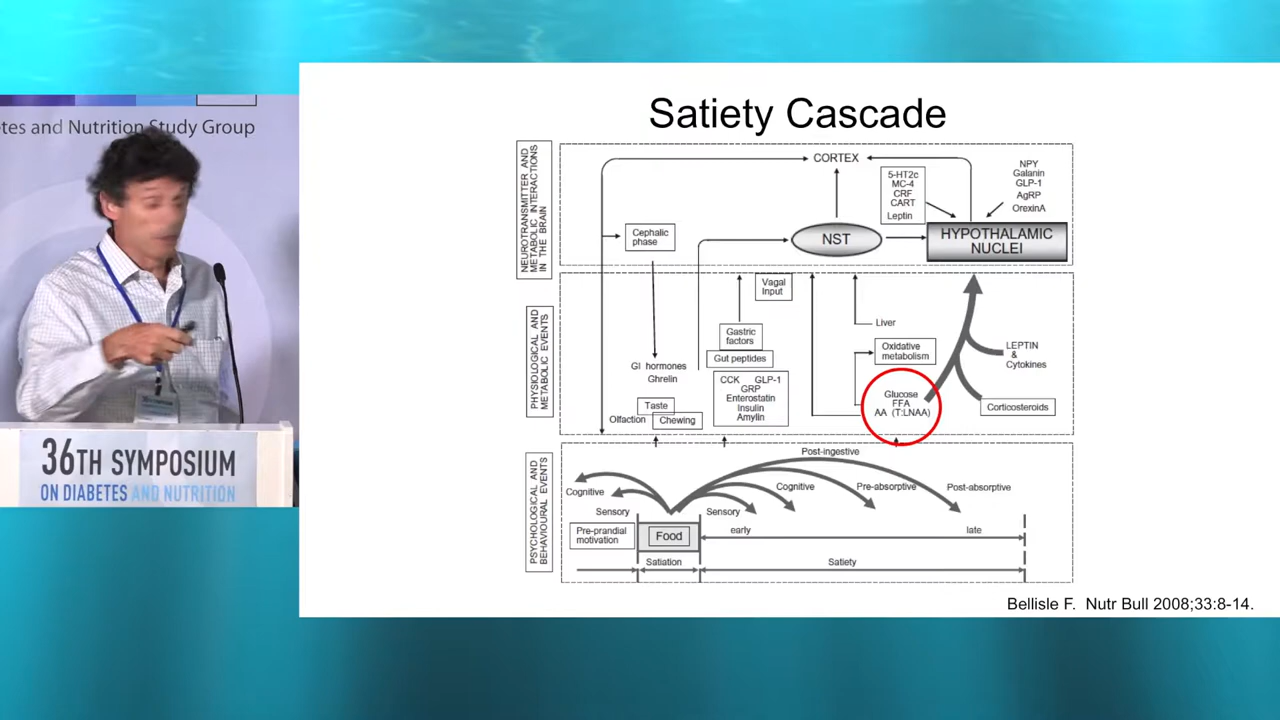 etes and Nutrition Study Group
36TH SYMPOSIUM
ON DIABETES AND NUTRITION
Satiety Cascade
NEUROTRANSMITTER AND
METABOLIC INTERACTIONS
IN THE BRAIN
CORTEX
5-HT2c
MC-4
CRF
CART
Leptin
NPY
Galanin
GLP-1
AgRP
OrexinA
Cephalic
phase
NST
HYPOTHALAMIC
NUCLEI
PHYSIOLOGICAL AND
METABOLIC EVENTS
Vagal
Input
Liver
Gastric
factors
Gut peptides
Oxidative
metabolism
LEPTIN
&
Cytokines
GI hormones
Ghrelin
CCK GLP-1
GRP
Enterostatin
Insulin
Amylin
Glucose
FFA
AA (T:LNAA)
Corticosteroids
Taste
Olfaction
Chewing
PSYCHOLOGICAL AND
BEHAVIOURAL EVENTS
Post-ingestive
Cognitive
Cognitive
Pre-absorptive
Post-absorptive
Sensory
Sensory
Pre-prandial
motivation
Food
early
late
Satiation
Satiety
Bellisle F. Nutr Bull 2008;33:8-14.